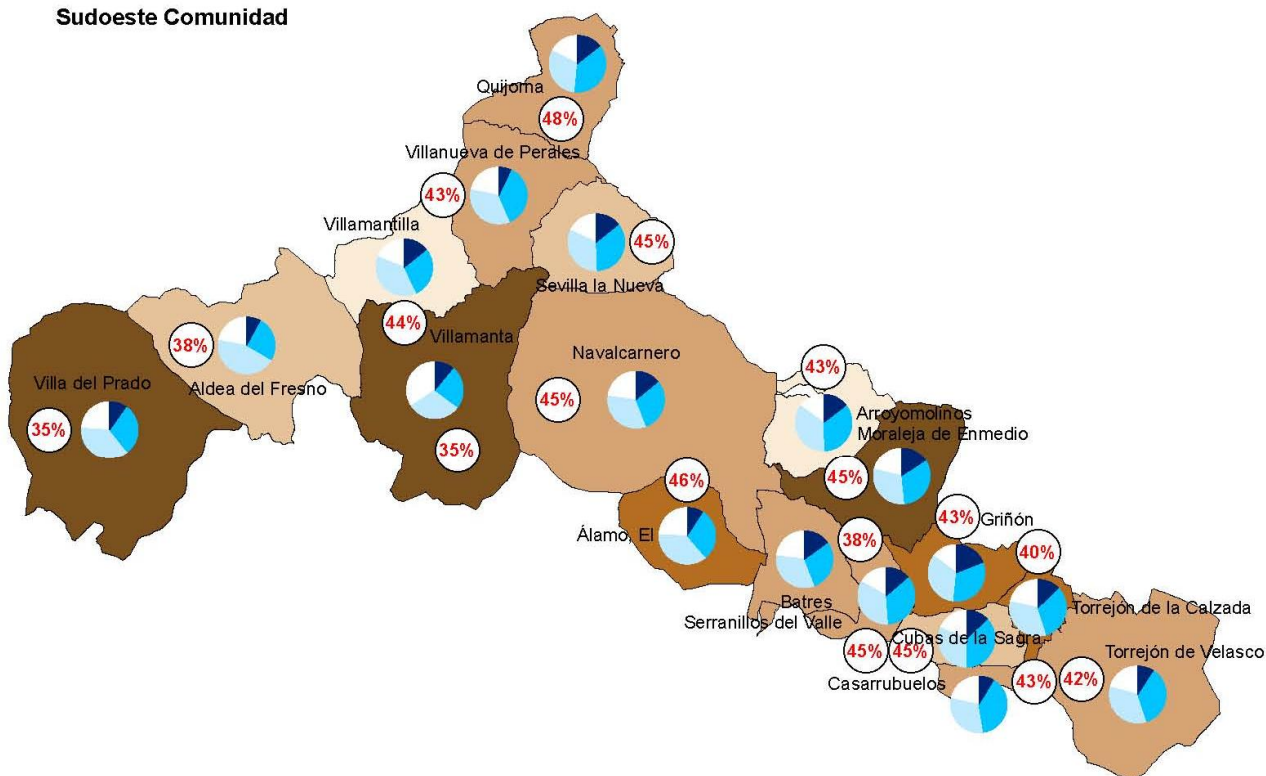 Sudoeste Comunidad
Quijorna
48%
Villanueva de Perales
43%
Villamantilla
45%
Sevilla la Nueva
44%
Villamanta
38%
Aldea del Fresno
Villa del Prado
35%
Navalcarnero
45%
35%
43%
Arroyomolinos
Moraleja de Enmedio
45%
46%
Álamo, El
43%
Griñón
38%
40%
Batres
Serranillos del Valle
Torrejón de la Calzada
Cubas de la Sagra
45%
45%
Casarrubuelos
Torrejón de Velasco
43%
42%